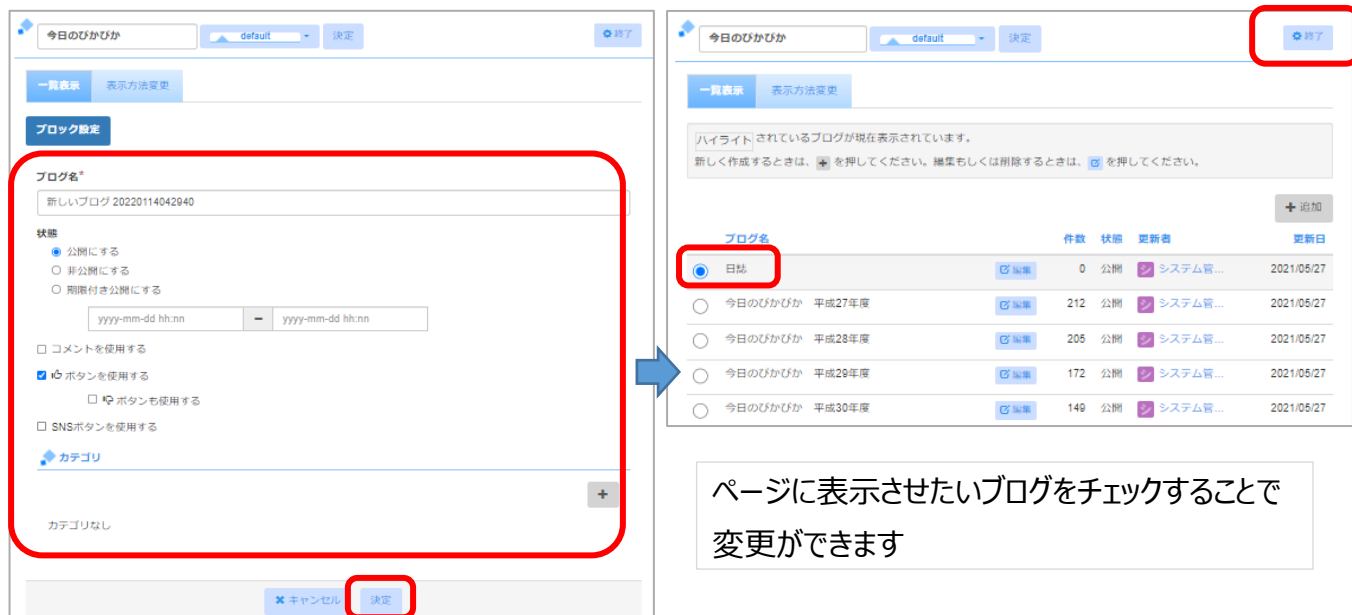 今日のぴかぴか default 決定 終了
一覧表示 表示方法変更
ブロック設定
ブログ名*
新しいブログ 20220114042940
状態
公開にする
非公開にする
期限付き公開にする
yyyy-mm-dd hh:nn － yyyy-mm-dd hh:nn
コメントを使用する
ボタンを使用する
ボタンも使用する
SNSボタンを使用する
カテゴリ
+
カテゴリなし
キャンセル 決定
今日のぴかぴか default 決定 終了
一覧表示 表示方法変更
ハイライト されているブログが現在表示されています。
新しく作成するときは、+ を押してください。編集もしくは削除するときは、 を押してください。
+ 追加
ブログ名 件数 状態 更新者 更新日
日誌 編集 0 公開 シ システム管... 2021/05/27
今日のぴかぴか 平成27年度 編集 212 公開 シ システム管... 2021/05/27
今日のぴかぴか 平成28年度 編集 205 公開 シ システム管... 2021/05/27
今日のぴかぴか 平成29年度 編集 172 公開 シ システム管... 2021/05/27
今日のぴかぴか 平成30年度 編集 149 公開 シ システム管... 2021/05/27
ページに表示させたいブログをチェックすることで
変更ができます